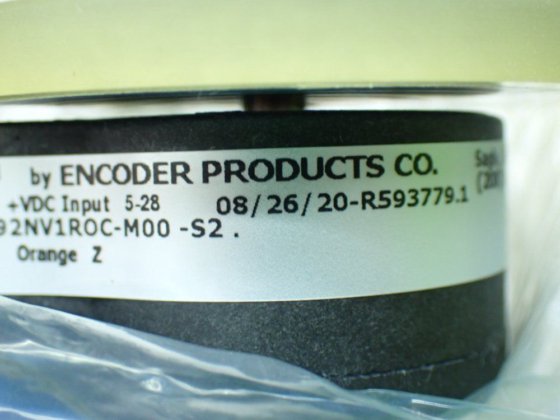 by ENCODER PRODUCTS CO.
+VDC Input 5-28 08/26/20-R593779.1
92NV1ROC-M00 -S2 .
Orange Z